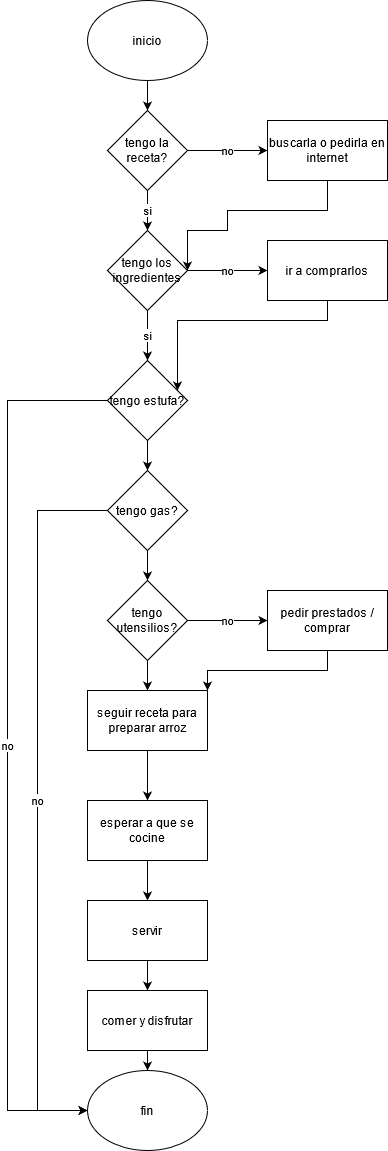 inicio
tengo la
receta?
no
buscarla o pedirla en
internet
si
tengo los
ingredientes
no
ir a comprarlos
si
tengo estufa?
tengo gas?
tengo
utensilios?
no
pedir prestados /
comprar
seguir receta para
preparar arroz
no
no
esperar a que se
cocine
servir
comer y disfrutar
fin